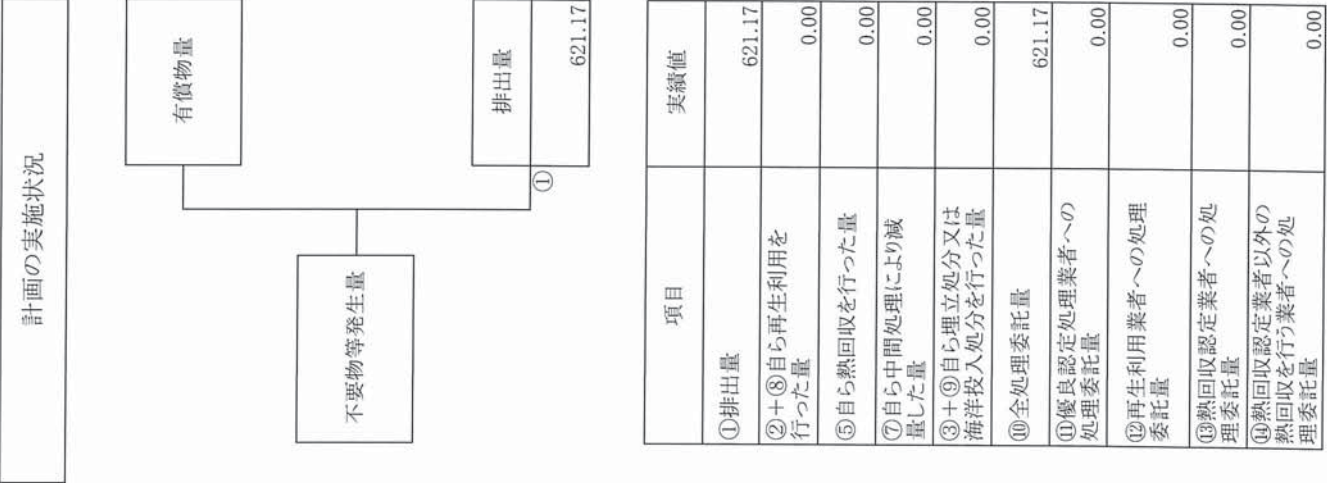 計画の実施状況
有償物量
不要物等発生量
排出量
①
621.17
項目
実績値
①排出量
621.17
②+⑧自ら再生利用を
行った量
0.00
⑤自ら熱回収を行った量
0.00
⑦自ら中間処理により減
量した量
0.00
③+⑨自ら埋立処分又は
海洋投入処分を行った量
0.00
⑩全処理委託量
621.17
⑪優良認定処理業者への
処理委託量
0.00
⑫再生利用業者への処理
委託量
0.00
⑬熱回収認定業者への処
理委託量
0.00
⑭熱回収認定業者以外の
熱回収を行う業者への処
理委託量
0.00